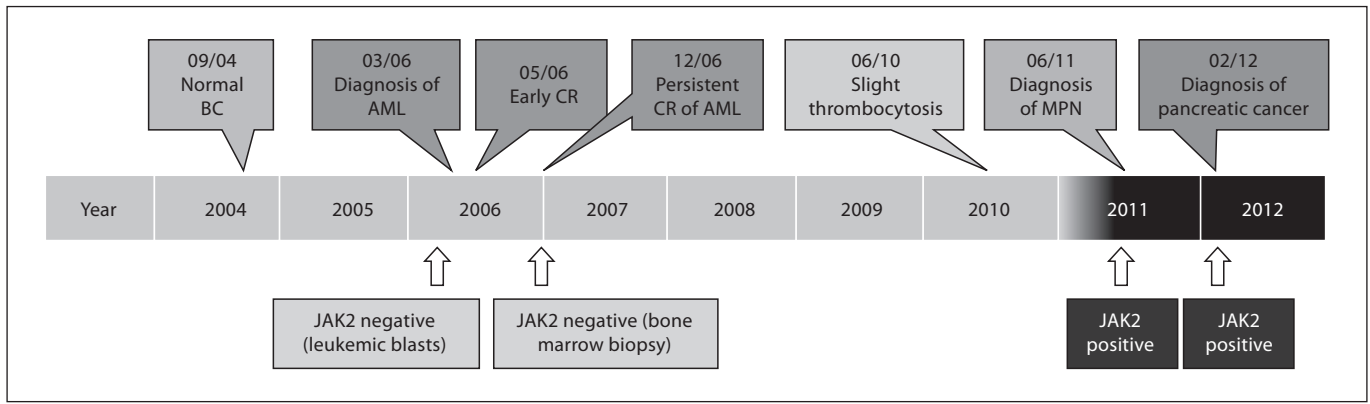 09/04
Normal
BC
03/06
Diagnosis of
AML
05/06
Early CR
12/06
Persistent
CR of AML
06/10
Slight
thrombocytosis
06/11
Diagnosis
of MPN
02/12
Diagnosis of
pancreatic cancer
Year 2004 2005 2006 2007 2008 2009 2010 2011 2012
JAK2 negative
(leukemic blasts)
JAK2 negative (bone
marrow biopsy)
JAK2
positive
JAK2
positive